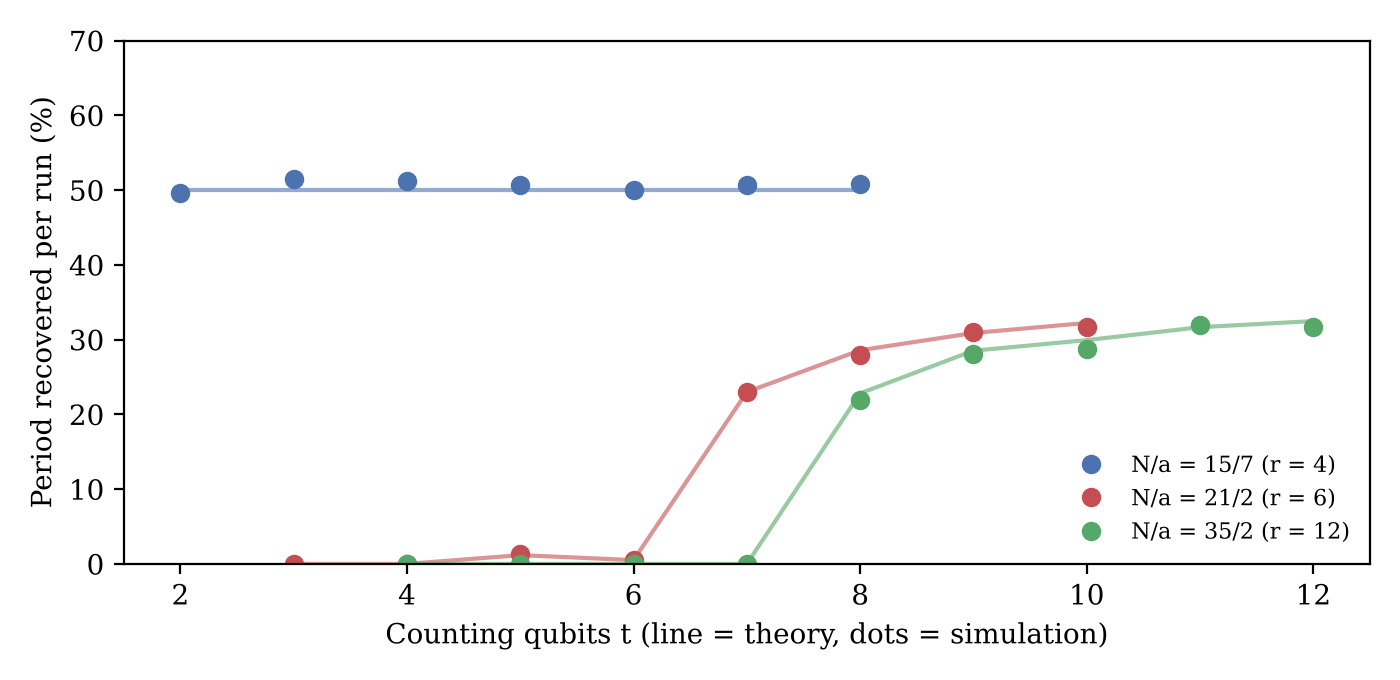 70
60
50
40
30
20
10
0
Period recovered per run (%)
N/a = 15/7 (r = 4)
N/a = 21/2 (r = 6)
N/a = 35/2 (r = 12)
2 4 6 8 10 12
Counting qubits t (line = theory, dots = simulation)